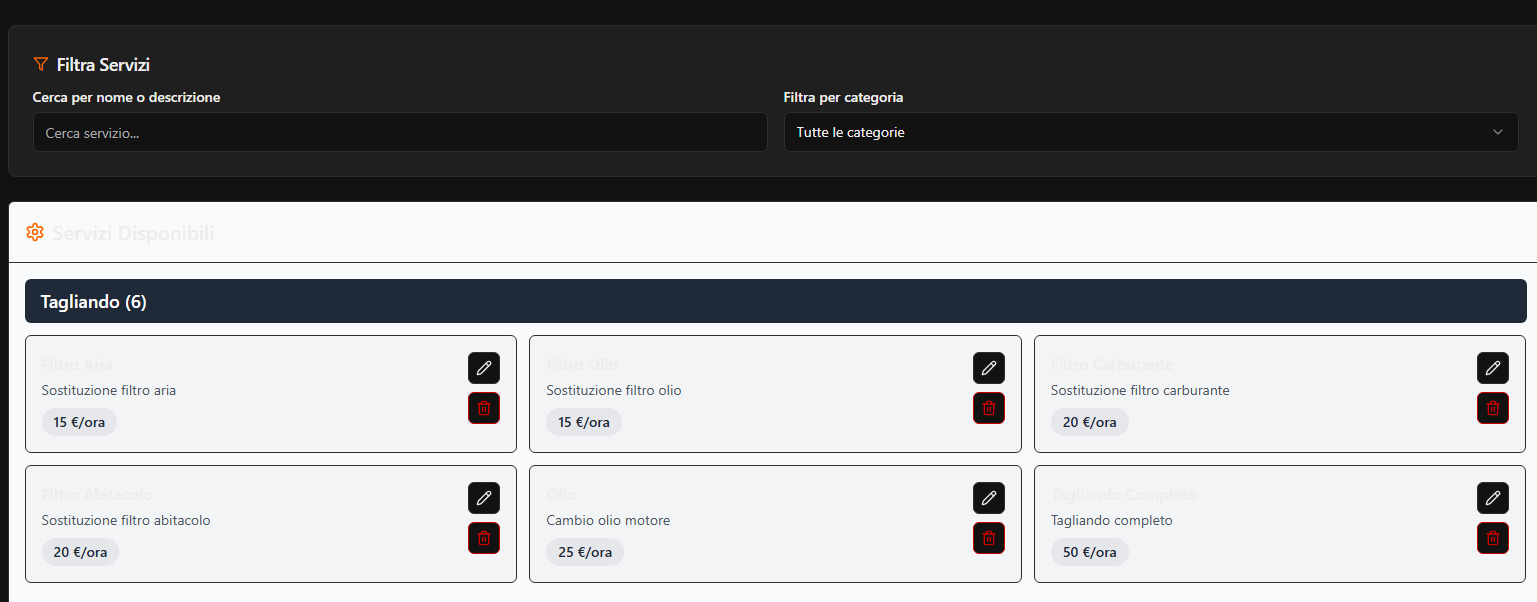 Filtra Servizi
Cerca per nome o descrizione
Filtra per categoria
Cerca servizio...
Tutte le categorie
Servizi Disponibili
Tagliando (6)
Filtro Aria
Sostituzione filtro aria
15 €/ora
Filtro Olio
Sostituzione filtro olio
15 €/ora
Filtro Carburante
Sostituzione filtro carburante
20 €/ora
Filtro Abitacolo
Sostituzione filtro abitacolo
20 €/ora
Olio
Cambio olio motore
25 €/ora
Tagliando Completo
Tagliando completo
50 €/ora